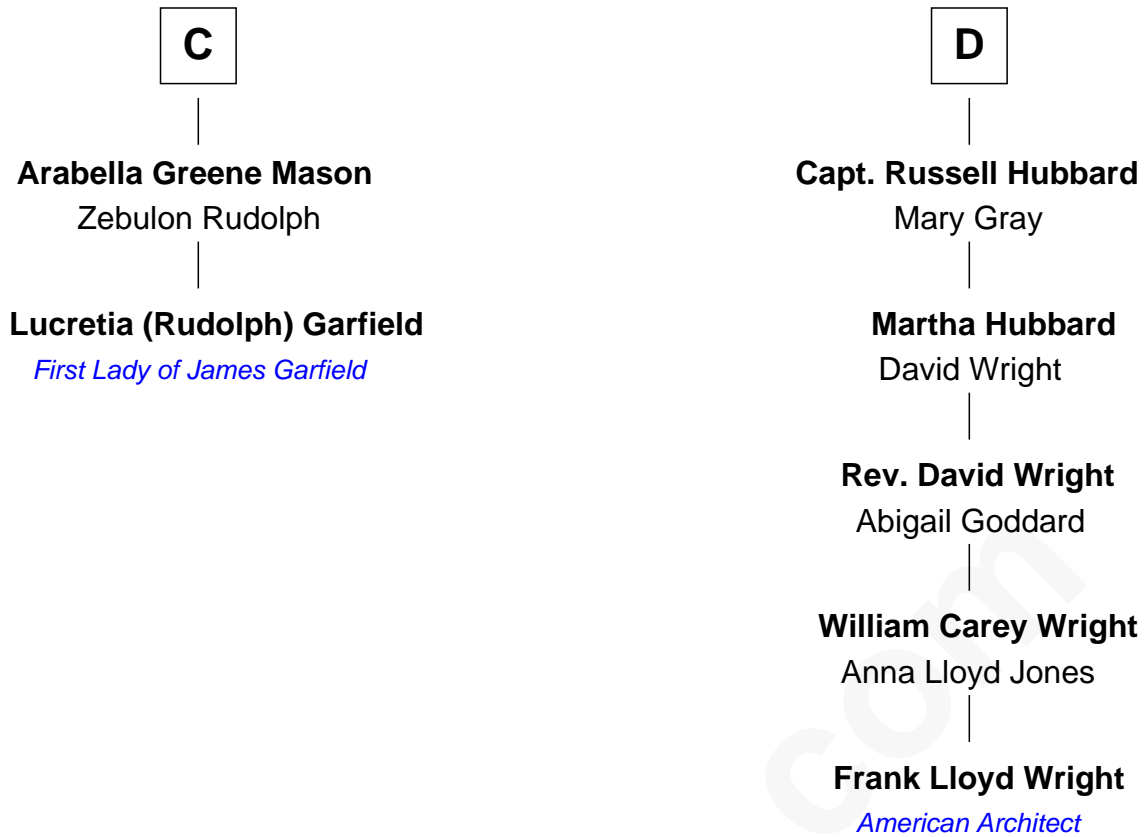 C
Arabella Greene Mason
Zebulon Rudolph
Lucretia (Rudolph) Garfield
First Lady of James Garfield
D
Capt. Russell Hubbard
Mary Gray
Martha Hubbard
David Wright
Rev. David Wright
Abigail Goddard
William Carey Wright
Anna Lloyd Jones
Frank Lloyd Wright
American Architect
com